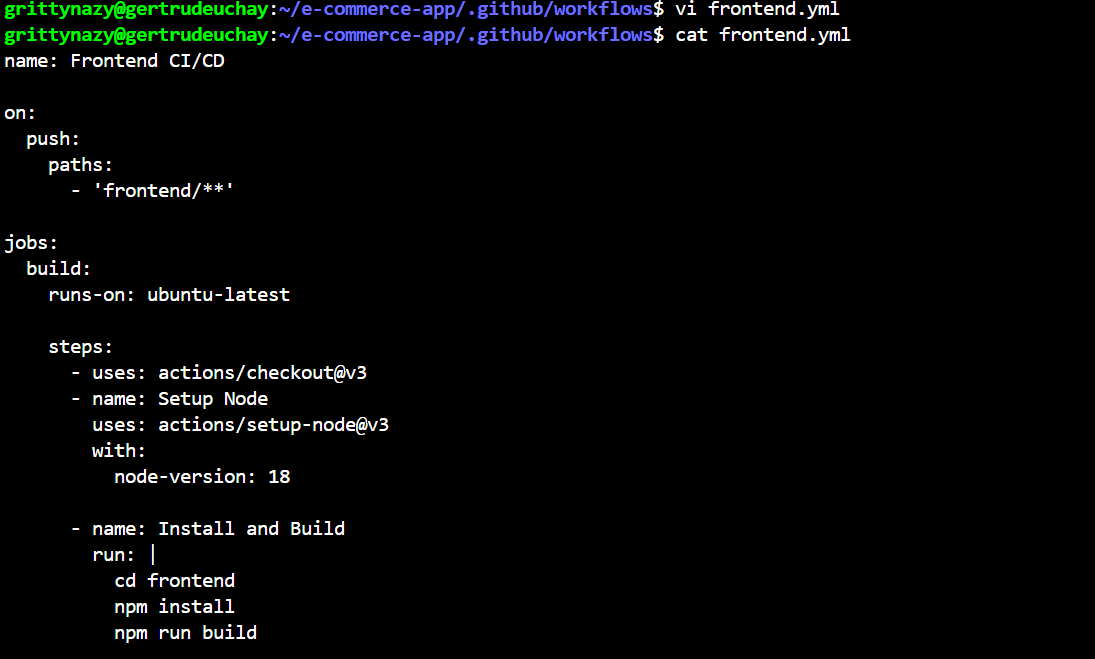 grittynazy@gertrudeuchay:~/e-commerce-app/.github/workflows$ vi frontend.yml
grittynazy@gertrudeuchay:~/e-commerce-app/.github/workflows$ cat frontend.yml
name: Frontend CI/CD
on:
  push:
    paths:
      - 'frontend/**'
jobs:
  build:
    runs-on: ubuntu-latest
    steps:
      - uses: actions/checkout@v3
      - name: Setup Node
        uses: actions/setup-node@v3
        with:
          node-version: 18
      - name: Install and Build
        run: |
          cd frontend
          npm install
          npm run build